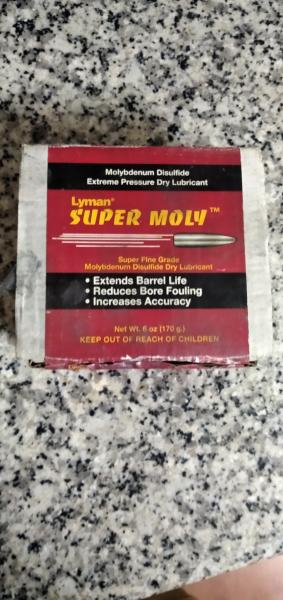 Molybdenum Disulfide
Extreme Pressure Dry Lubricant
Lyman®
SUPER MOLY™
Super Fine Grade
Molybdenum Disulfide Dry Lubricant
• Extends Barrel Life
• Reduces Bore Fouling
• Increases Accuracy
Net Wt. 6 oz (170 g.)
KEEP OUT OF REACH OF CHILDREN